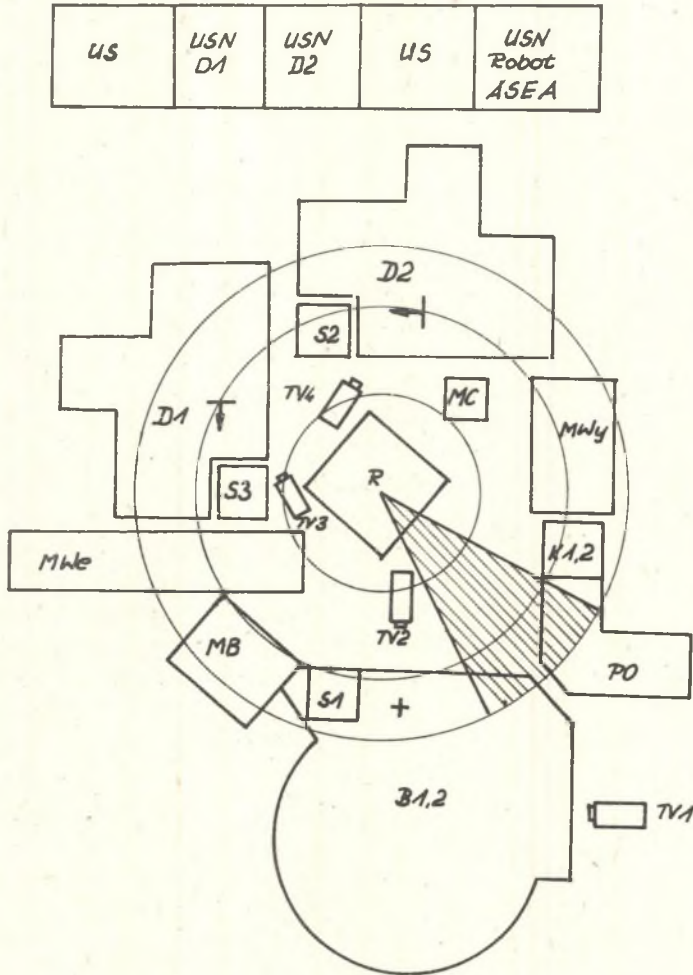 US
USN
D1
USN
D2
US
USN
Robot
ASEA
D2
S2
TV4
MC
D1
MWy
S3
R
TV3
K1,2
MWe
TV2
MB
PO
S1
B1,2
TV1